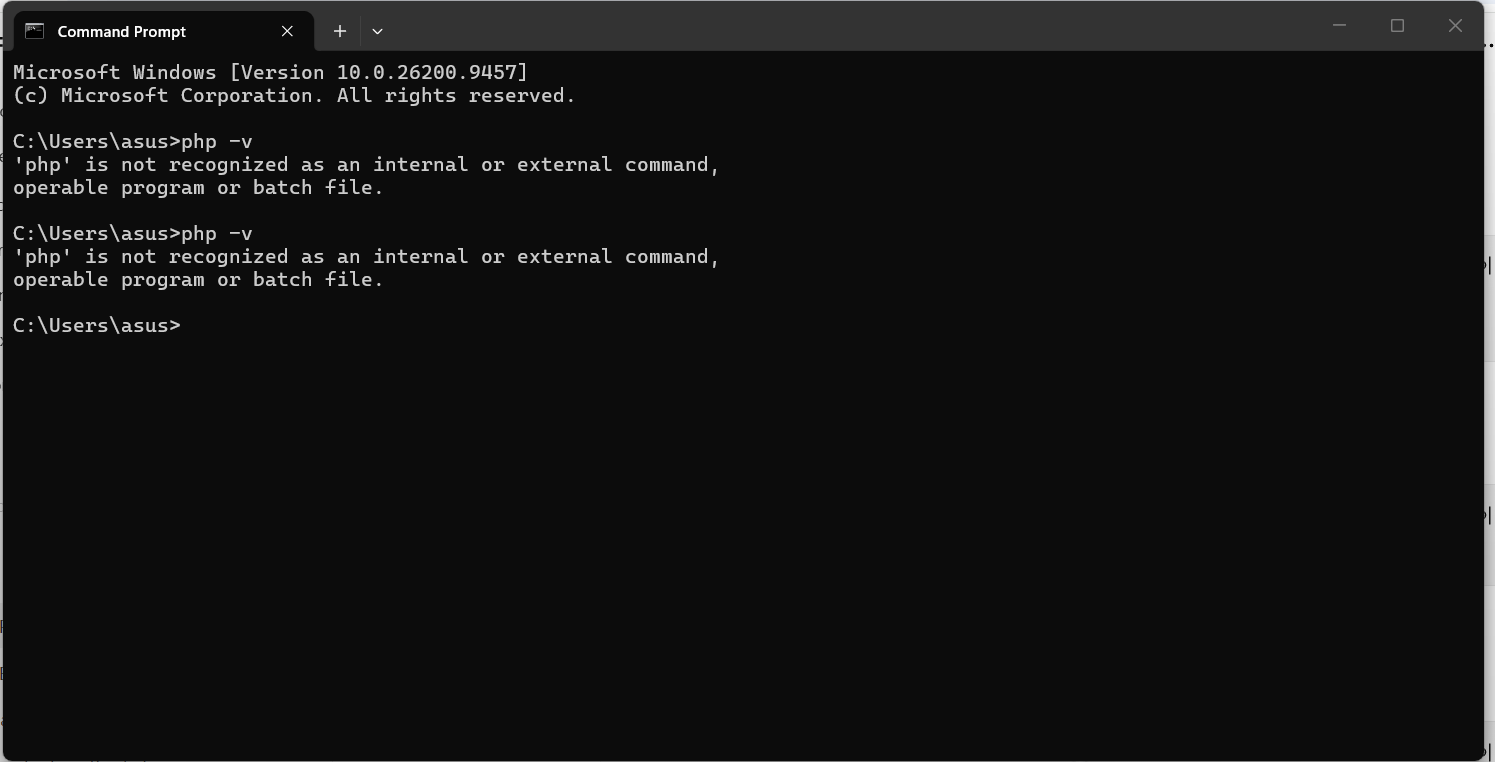 Command Prompt
Microsoft Windows [Version 10.0.26200.9457]
(c) Microsoft Corporation. All rights reserved.
C:\Users\asus>php -v
'php' is not recognized as an internal or external command,
operable program or batch file.
C:\Users\asus>php -v
'php' is not recognized as an internal or external command,
operable program or batch file.
C:\Users\asus>